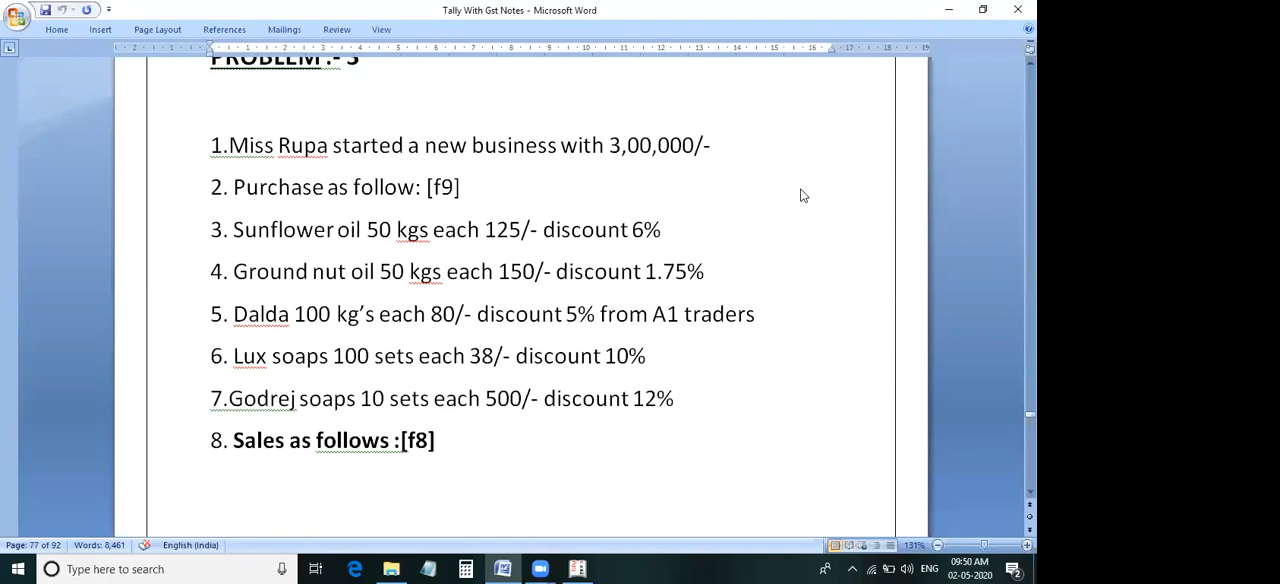 Tally With Gst Notes - Microsoft Word
Home Insert Page Layout References Mailings Review View
PROBLEM :- 3
1.Miss Rupa started a new business with 3,00,000/-
2. Purchase as follow: [f9]
3. Sunflower oil 50 kgs each 125/- discount 6%
4. Ground nut oil 50 kgs each 150/- discount 1.75%
5. Dalda 100 kg’s each 80/- discount 5% from A1 traders
6. Lux soaps 100 sets each 38/- discount 10%
7.Godrej soaps 10 sets each 500/- discount 12%
8. Sales as follows :[f8]
Page: 77 of 92 Words: 8,461 English (India) 131%
Type here to search ENG 09:50 AM
02-05-2020